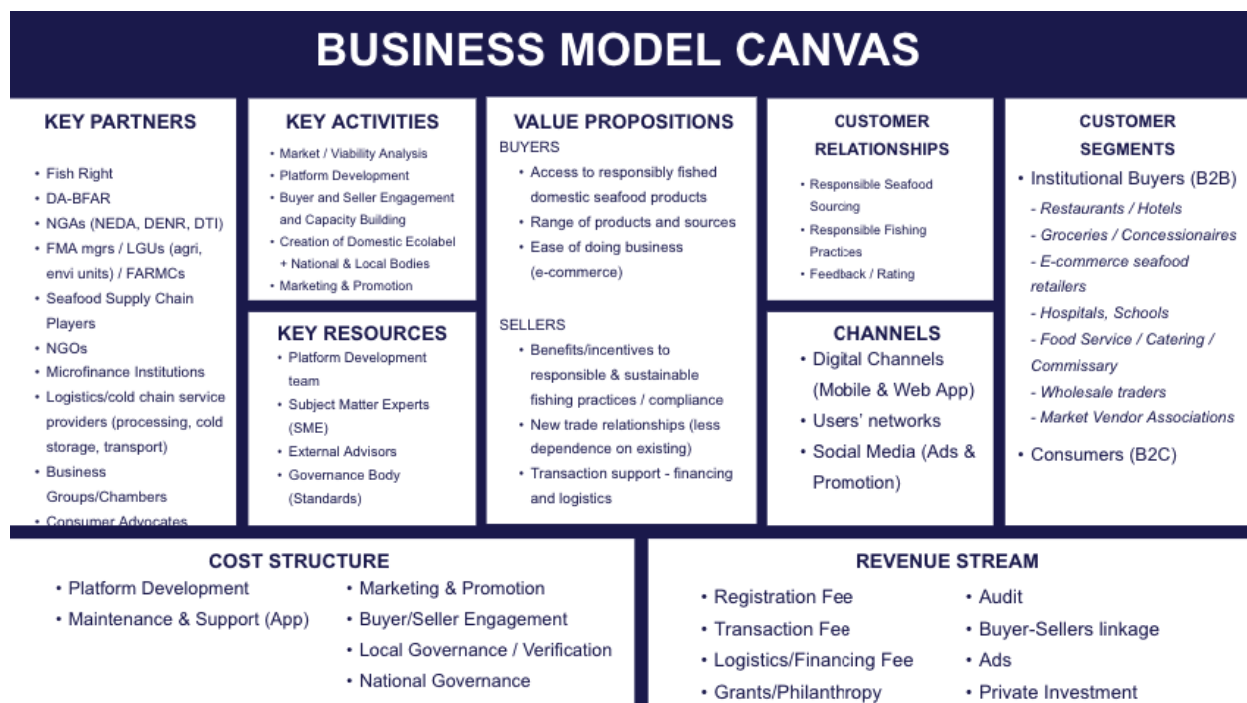 BUSINESS MODEL CANVAS
KEY PARTNERS
• Fish Right
• DA-BFAR
• NGAs (NEDA, DENR, DTI)
• FMA mgrs / LGUs (agri,
envi units) / FARMCs
• Seafood Supply Chain
Players
• NGOs
• Microfinance Institutions
• Logistics/cold chain service
providers (processing, cold
storage, transport)
• Business
Groups/Chambers
• Consumer Advocates
KEY ACTIVITIES
• Market / Viability Analysis
• Platform Development
• Buyer and Seller Engagement
and Capacity Building
• Creation of Domestic Ecolabel
+ National & Local Bodies
• Marketing & Promotion
KEY RESOURCES
• Platform Development
team
• Subject Matter Experts
(SME)
• External Advisors
• Governance Body
(Standards)
VALUE PROPOSITIONS
BUYERS
• Access to responsibly fished
domestic seafood products
• Range of products and sources
• Ease of doing business
(e-commerce)
SELLERS
• Benefits/incentives to
responsible & sustainable
fishing practices / compliance
• New trade relationships (less
dependence on existing)
• Transaction support - financing
and logistics
CUSTOMER
RELATIONSHIPS
• Responsible Seafood
Sourcing
• Responsible Fishing
Practices
• Feedback / Rating
CHANNELS
• Digital Channels
(Mobile & Web App)
• Users' networks
• Social Media (Ads &
Promotion)
CUSTOMER
SEGMENTS
• Institutional Buyers (B2B)
- Restaurants / Hotels
- Groceries / Concessionaires
- E-commerce seafood
retailers
- Hospitals, Schools
- Food Service / Catering /
Commissary
- Wholesale traders
- Market Vendor Associations
• Consumers (B2C)
COST STRUCTURE
• Platform Development
• Maintenance & Support (App)
• Marketing & Promotion
• Buyer/Seller Engagement
• Local Governance / Verification
• National Governance
REVENUE STREAM
• Registration Fee
• Transaction Fee
• Logistics/Financing Fee
• Grants/Philanthropy
• Audit
• Buyer-Sellers linkage
• Ads
• Private Investment